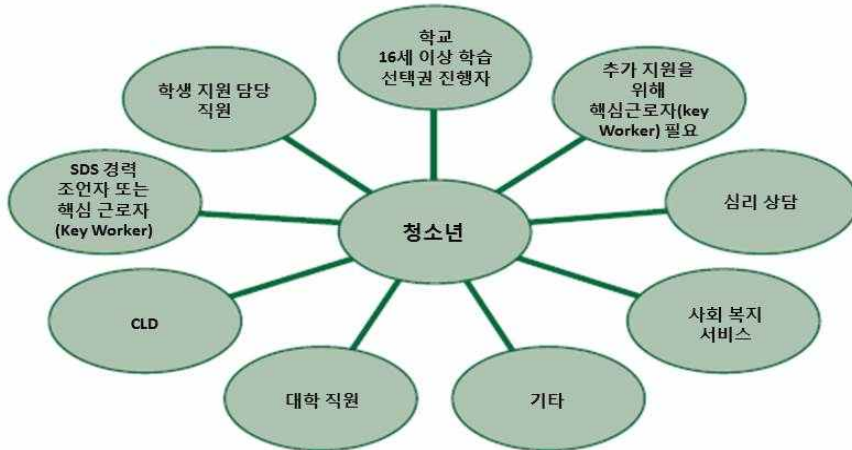 학교
16세 이상 학습
선택권 진행자
추가 지원을
위해
핵심근로자(key
Worker) 필요
심리 상담
사회 복지
서비스
기타
대학 직원
CLD
SDS 경력
조언자 또는
핵심 근로자
(Key Worker)
학생 지원 담당
직원
청소년